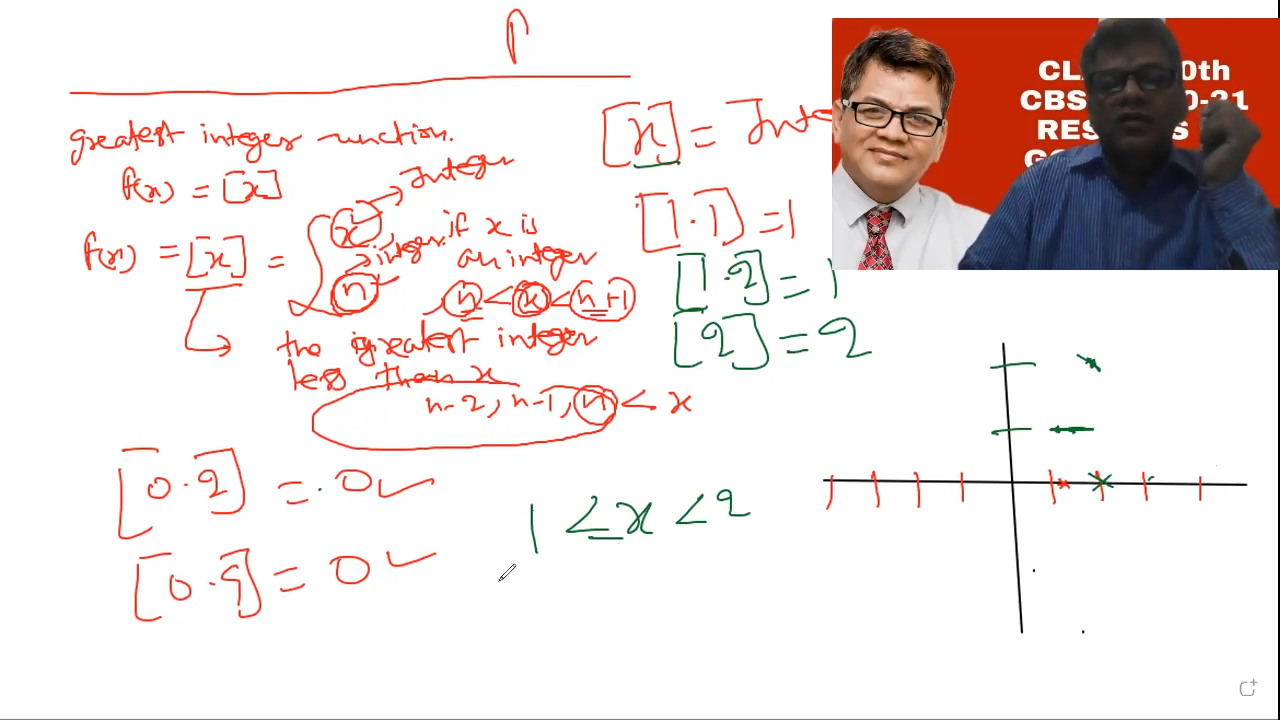 greatest integer function.
f(x) = [x]
f(x) = [x] = { x, if x is an integer
→ Integer
→ integer.
n n < x < n+1
the greatest integer
less than x
n-2, n-1, n < x
[0.2] = 0 ✓
[0.9] = 0 ✓
[x] = Inte
[1.1] = 1
[1.9] = 1
[2] = 2
1 ≤ x < 2
CL 0th
CBS 0-21
RES S
GO